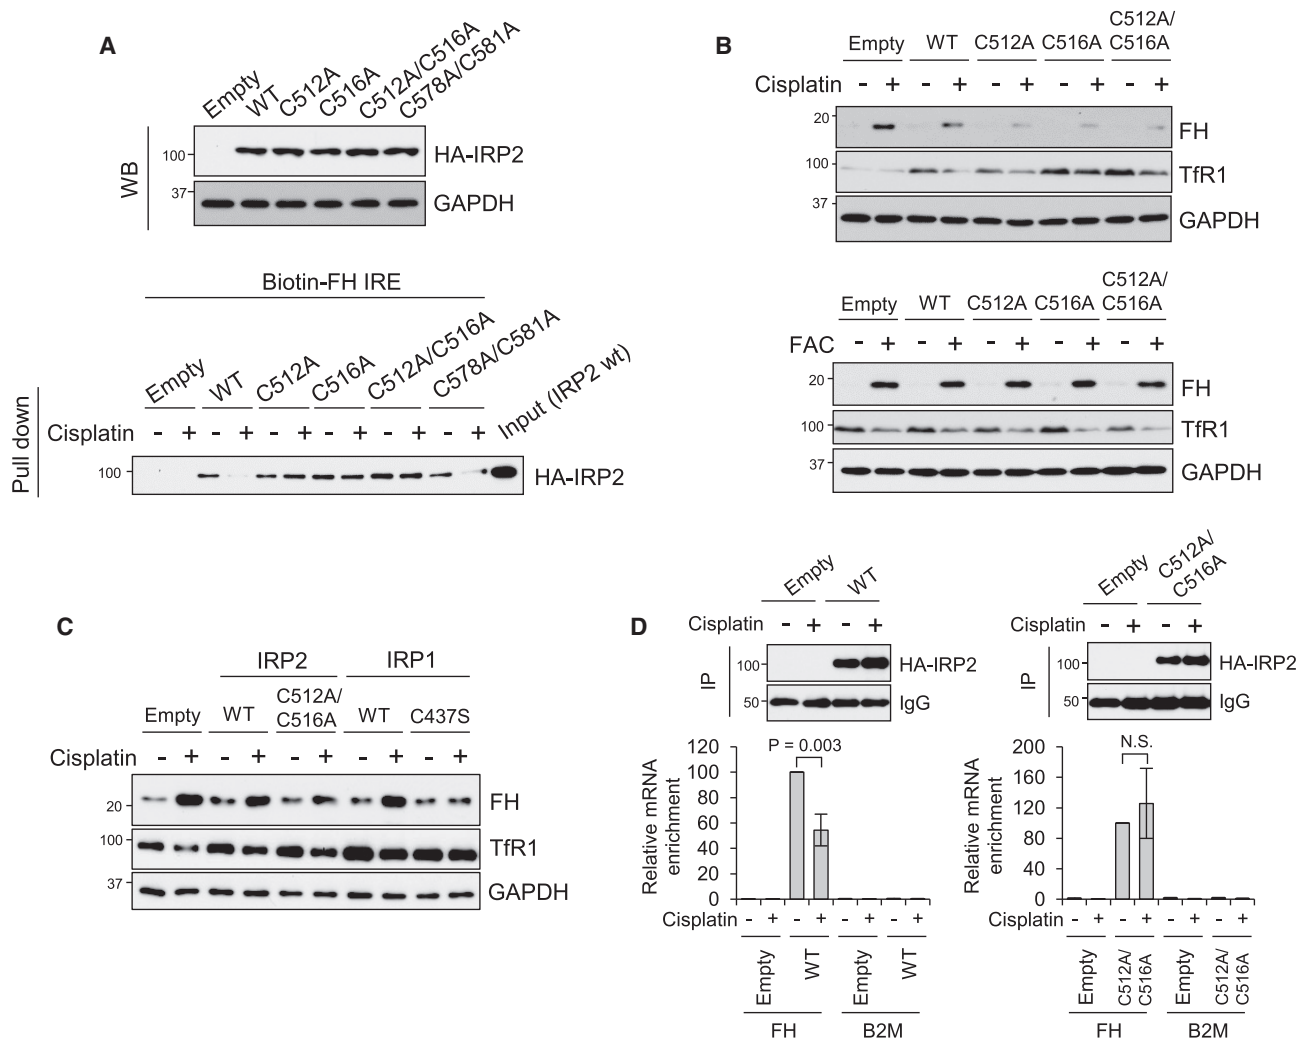 A
Empty
WT
C512A
C516A
C512A/C516A
C578A/C581A
WB
100
HA-IRP2
37
GAPDH
Biotin-FH IRE
Empty
WT
C512A
C516A
C512A/C516A
C578A/C581A
Input (IRP2 wt)
Pull down
Cisplatin - + - + - + - + - + - +
100
HA-IRP2
B
C512A/
Empty WT C512A C516A C516A
Cisplatin - + - + - + - + - +
20
FH
100
TfR1
37
GAPDH
C512A/
Empty WT C512A C516A C516A
FAC - + - + - + - + - +
20
FH
100
TfR1
37
GAPDH
C
IRP2 IRP1
C512A/
Empty WT C516A WT C437S
Cisplatin - + - + - + - + - +
20
FH
100
TfR1
37
GAPDH
D
Empty
WT
Cisplatin - + - +
IP
100
HA-IRP2
50
IgG
P = 0.003
Relative mRNA
enrichment
120
100
80
60
40
20
0
Cisplatin - + - + - + - +
Empty
WT
Empty
WT
FH B2M
Empty
C512A/
C516A
Cisplatin - + - +
IP
100
HA-IRP2
50
IgG
N.S.
Relative mRNA
enrichment
200
160
120
80
40
0
Cisplatin - + - + - + - +
Empty
C512A/
C516A
Empty
C512A/
C516A
FH B2M